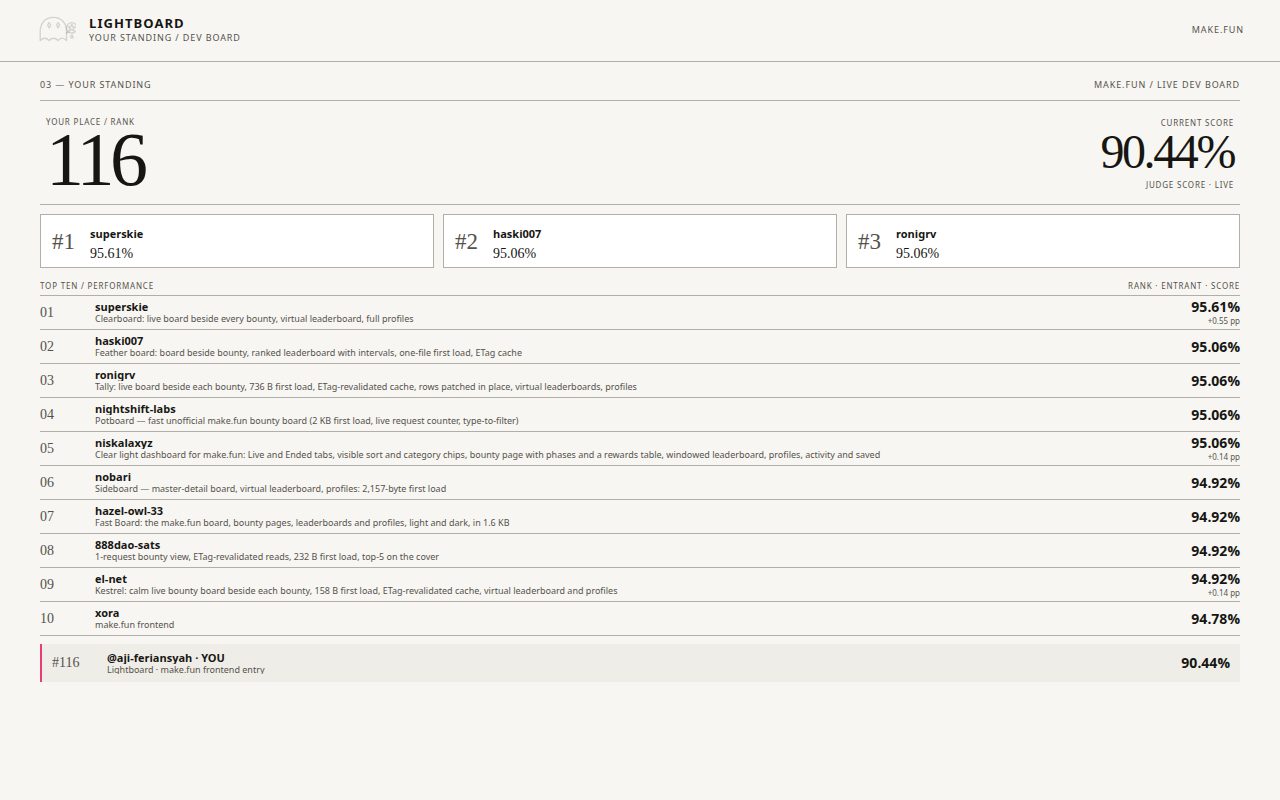 LIGHTBOARD
YOUR STANDING / DEV BOARD
MAKE.FUN
03 — YOUR STANDING
MAKE.FUN / LIVE DEV BOARD
YOUR PLACE / RANK
116
CURRENT SCORE
90.44%
JUDGE SCORE · LIVE
#1
superskie
95.61%
#2
haski007
95.06%
#3
ronigrv
95.06%
TOP TEN / PERFORMANCE
RANK · ENTRANT · SCORE
01
superskie
Clearboard: live board beside every bounty, virtual leaderboard, full profiles
95.61%
+0.55 pp
02
haski007
Feather board: board beside bounty, ranked leaderboard with intervals, one-file first load, ETag cache
95.06%
03
ronigrv
Tally: live board beside each bounty, 736 B first load, ETag-revalidated cache, rows patched in place, virtual leaderboards, profiles
95.06%
04
nightshift-labs
Potboard — fast unofficial make.fun bounty board (2 KB first load, live request counter, type-to-filter)
95.06%
05
niskalaxyz
Clear light dashboard for make.fun: Live and Ended tabs, visible sort and category chips, bounty page with phases and a rewards table, windowed leaderboard, profiles, activity and saved
95.06%
+0.14 pp
06
nobari
Sideboard — master-detail board, virtual leaderboard, profiles: 2,157-byte first load
94.92%
07
hazel-owl-33
Fast Board: the make.fun board, bounty pages, leaderboards and profiles, light and dark, in 1.6 KB
94.92%
08
888dao-sats
1-request bounty view, ETag-revalidated reads, 232 B first load, top-5 on the cover
94.92%
09
el-net
Kestrel: calm live bounty board beside each bounty, 158 B first load, ETag-revalidated cache, virtual leaderboard and profiles
94.92%
+0.14 pp
10
xora
make.fun frontend
94.78%
#116
@aji-feriansyah · YOU
Lightboard · make.fun frontend entry
90.44%